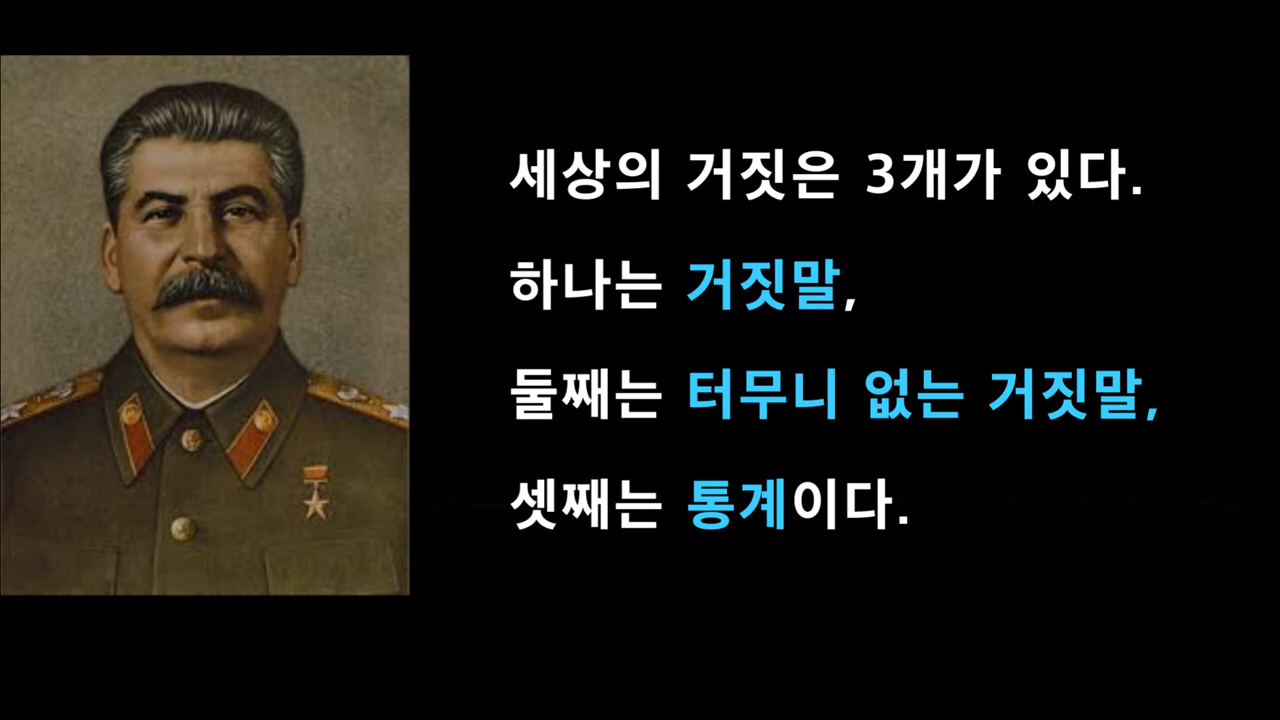 세상의 거짓은 3개가 있다.
하나는 거짓말,
둘째는 터무니 없는 거짓말,
셋째는 통계이다.